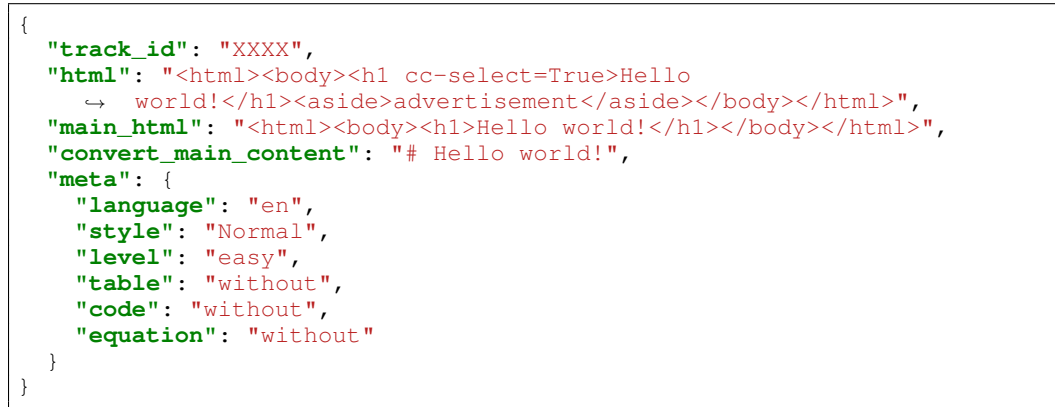 {
  "track_id": "XXXX",
  "html": "<html><body><h1 cc-select=True>Hello
    ↪ world!</h1><aside>advertisement</aside></body></html>",
  "main_html": "<html><body><h1>Hello world!</h1></body></html>",
  "convert_main_content": "# Hello world!",
  "meta": {
    "language": "en",
    "style": "Normal",
    "level": "easy",
    "table": "without",
    "code": "without",
    "equation": "without"
  }
}